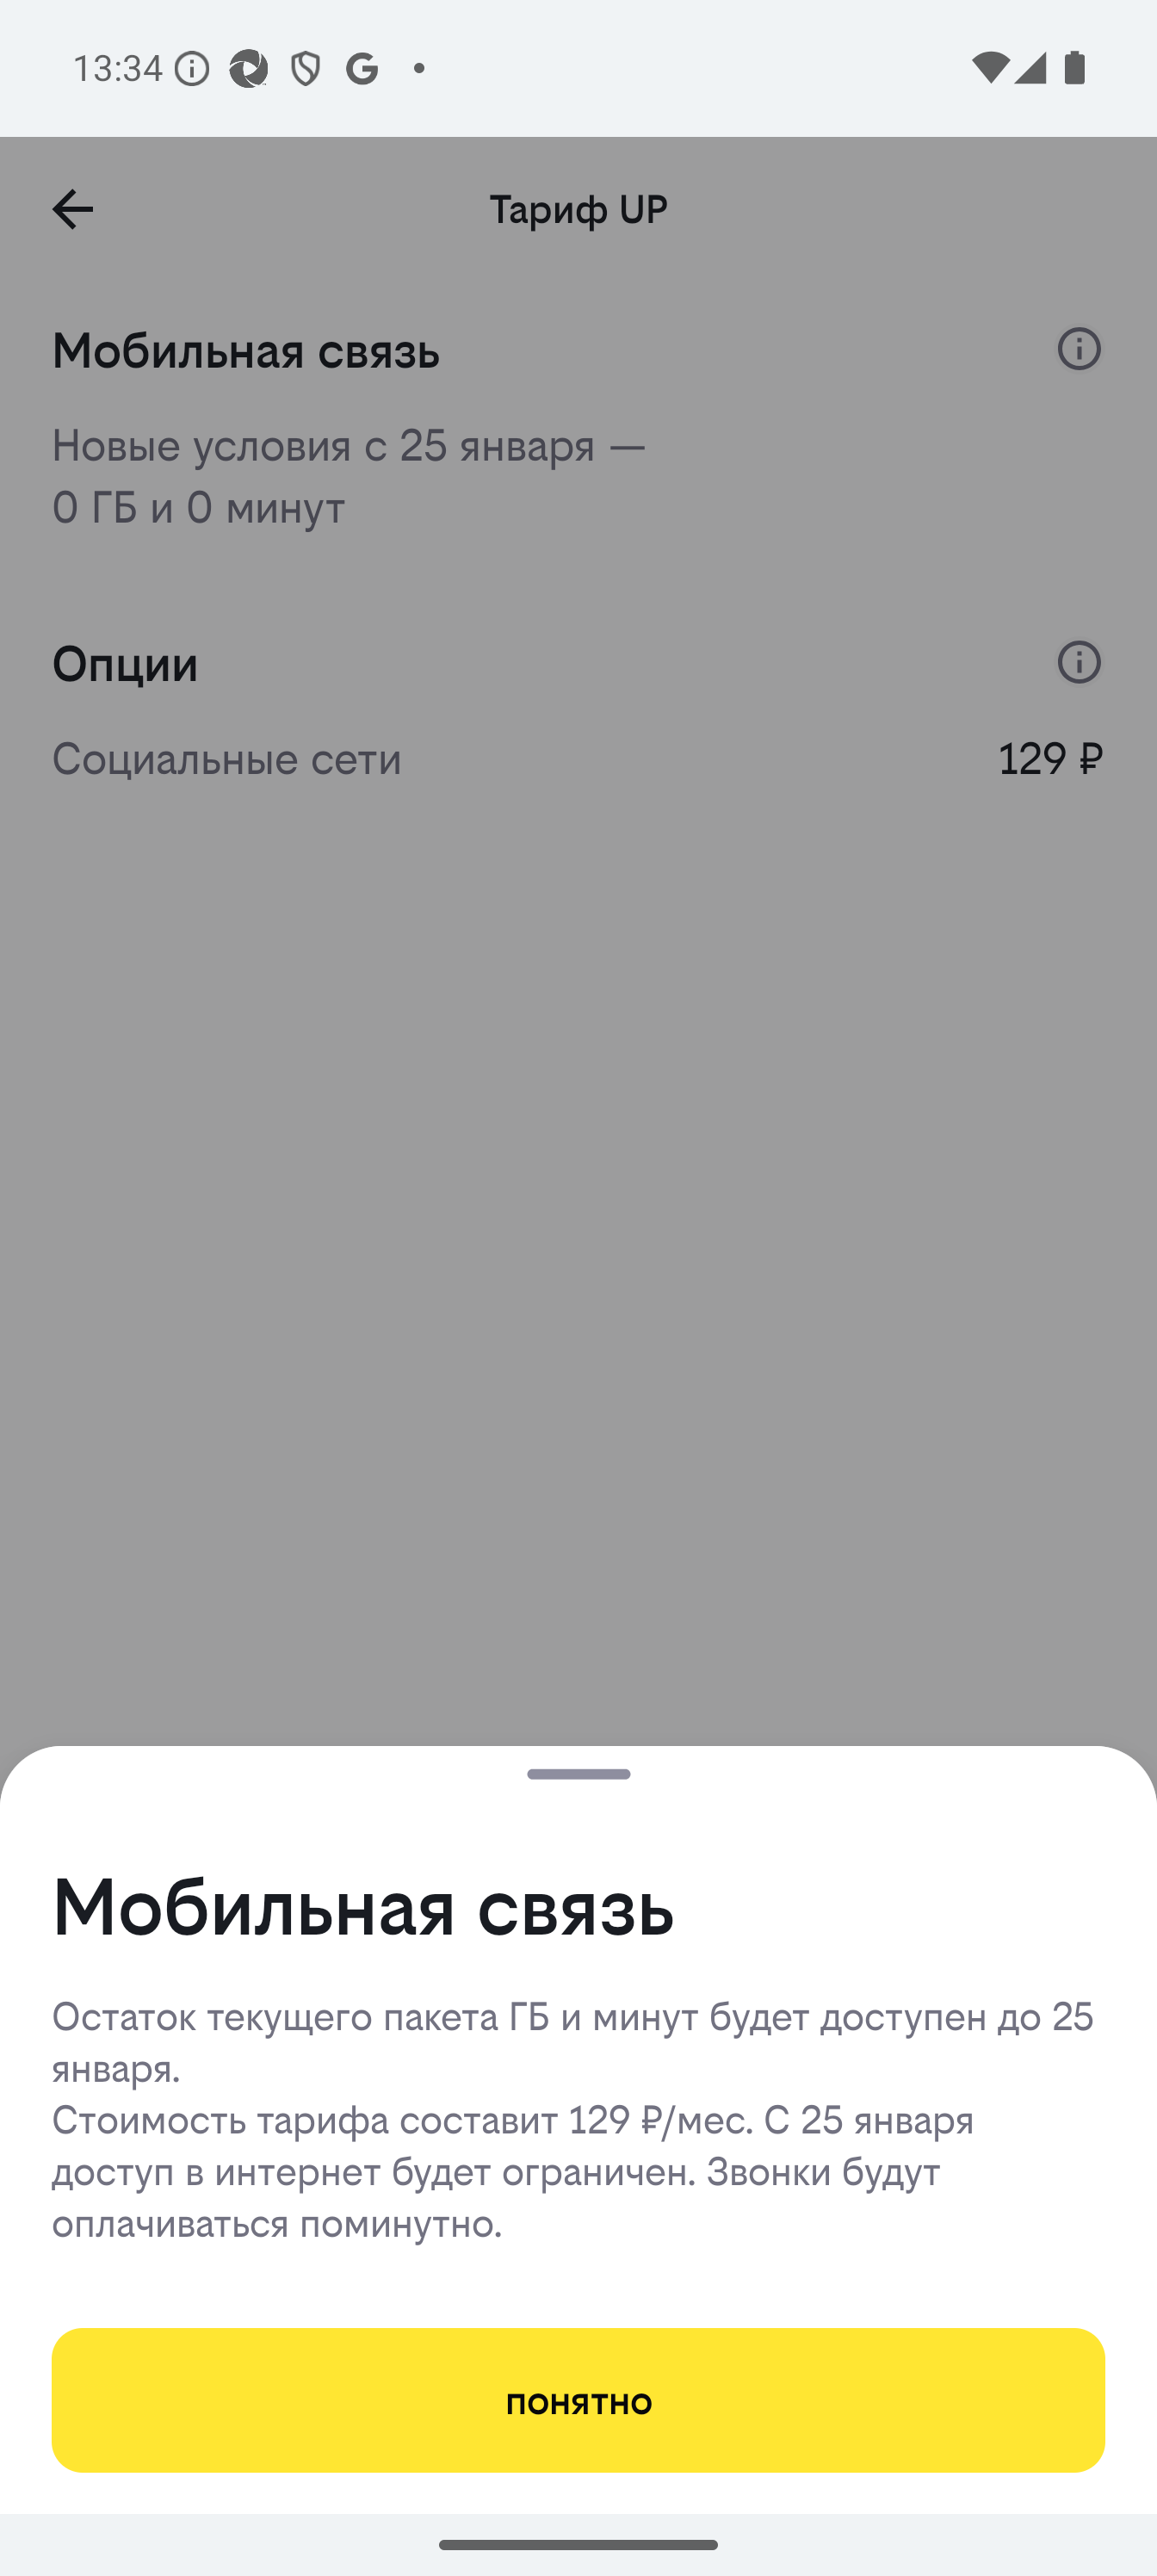 13:34
Тариф UP
Мобильная связь
Новые условия с 25 января —
0 ГБ и 0 минут
Опции
Социальные сети 129 ₽
Мобильная связь
Остаток текущего пакета ГБ и минут будет доступен до 25
января.
Стоимость тарифа составит 129 ₽/мес. С 25 января
доступ в интернет будет ограничен. Звонки будут
оплачиваться поминутно.
понятно